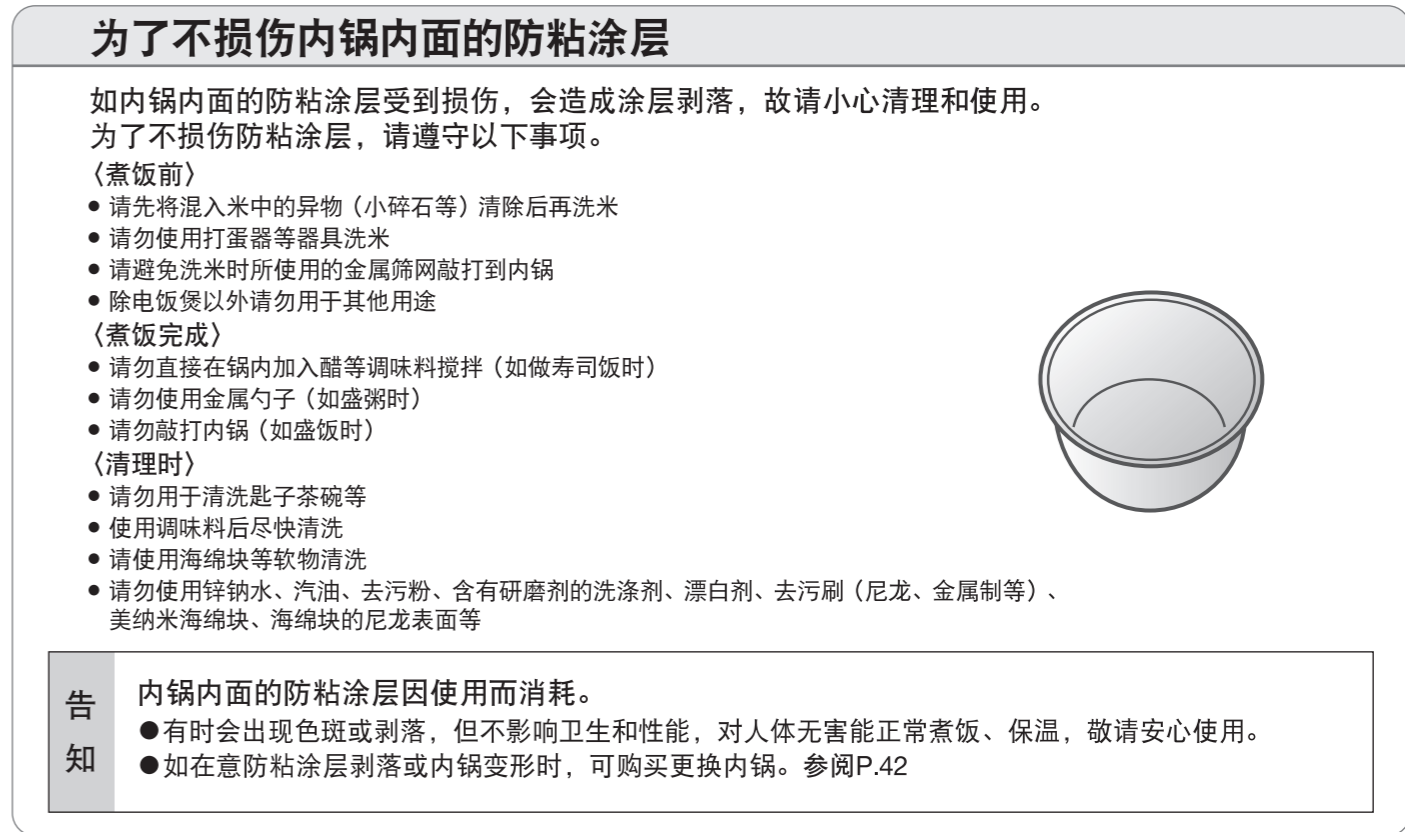 为了不损伤内锅内面的防粘涂层
如内锅内面的防粘涂层受到损伤，会造成涂层剥落，故请小心清理和使用。
为了不损伤防粘涂层，请遵守以下事项。
〈煮饭前〉
● 请先将混入米中的异物（小碎石等）清除后再洗米
● 请勿使用打蛋器等器具洗米
● 请避免洗米时所使用的金属筛网敲打到内锅
● 除电饭煲以外请勿用于其他用途
〈煮饭完成〉
● 请勿直接在锅内加入醋等调味料搅拌（如做寿司饭时）
● 请勿使用金属勺子（如盛粥时）
● 请勿敲打内锅（如盛饭时）
〈清理时〉
● 请勿用于清洗匙子茶碗等
● 使用调味料后尽快清洗
● 请使用海绵块等软物清洗
● 请勿使用锌钠水、汽油、去污粉、含有研磨剂的洗涤剂、漂白剂、去污刷（尼龙、金属制等）、
美纳米海绵块、海绵块的尼龙表面等
告知
内锅内面的防粘涂层因使用而消耗。
●有时会出现色斑或剥落，但不影响卫生和性能，对人体无害能正常煮饭、保温，敬请安心使用。
●如在意防粘涂层剥落或内锅变形时，可购买更换内锅。参阅P.42